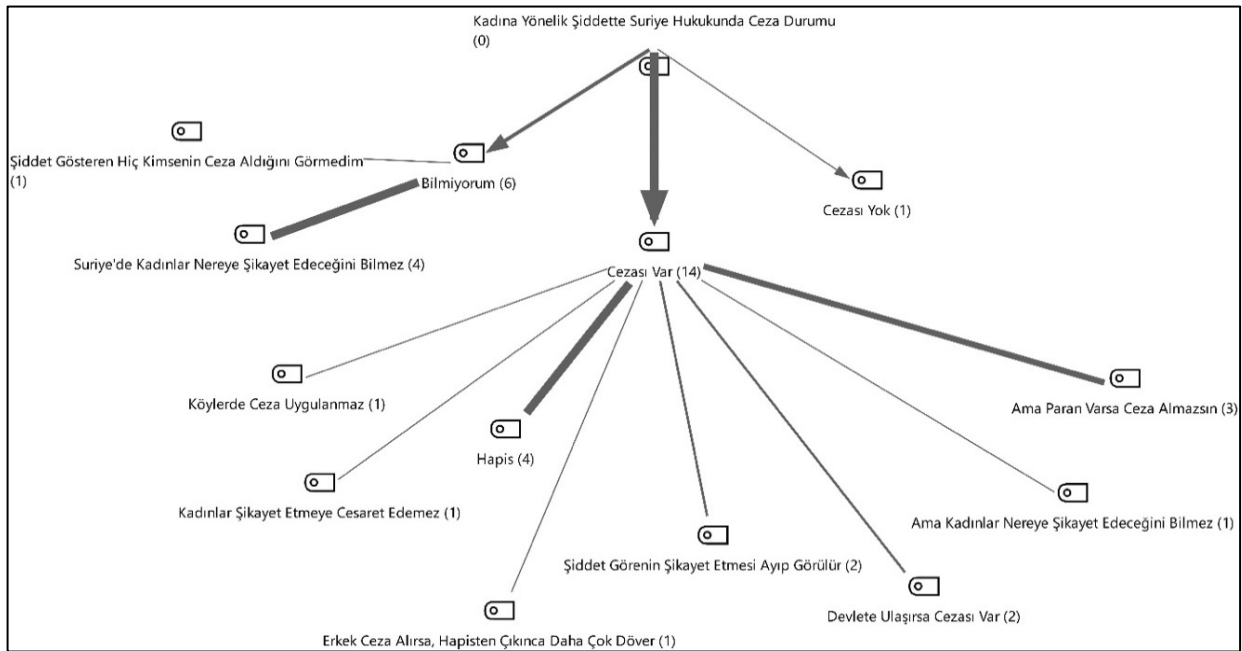 Kadına Yönelik Şiddette Suriye Hukukunda Ceza Durumu
(0)
Şiddet Gösteren Hiç Kimsenin Ceza Aldığını Görmedim
(1)
Bilmiyorum (6)
Cezası Yok (1)
Suriye'de Kadınlar Nereye Şikayet Edeceğini Bilmez (4)
Cezası Var (14)
Köylerde Ceza Uygulanmaz (1)
Ama Paran Varsa Ceza Almazsın (3)
Hapis (4)
Kadınlar Şikayet Etmeye Cesaret Edemez (1)
Ama Kadınlar Nereye Şikayet Edeceğini Bilmez (1)
Şiddet Görenin Şikayet Etmesi Ayıp Görülür (2)
Devlete Ulaşırsa Cezası Var (2)
Erkek Ceza Alırsa, Hapisten Çıkınca Daha Çok Döver (1)